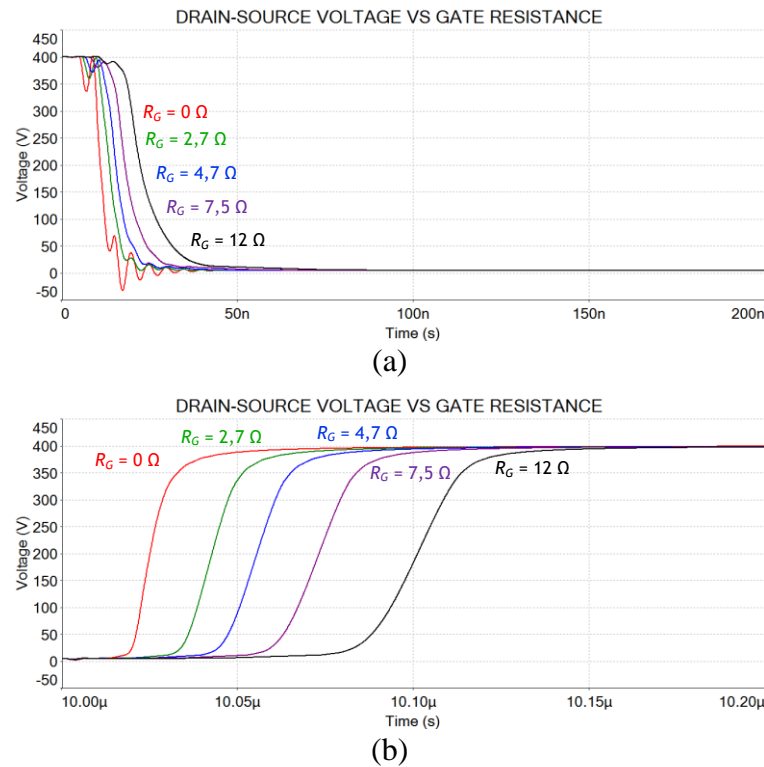 DRAIN-SOURCE VOLTAGE VS GATE RESISTANCE
450
400
350
300
250
200
150
100
50
0
-50
Voltage (V)
R_G = 0 Ω
R_G = 2,7 Ω
R_G = 4,7 Ω
R_G = 7,5 Ω
R_G = 12 Ω
0
50n
100n
150n
200n
Time (s)
(a)
DRAIN-SOURCE VOLTAGE VS GATE RESISTANCE
450
400
350
300
250
200
150
100
50
0
-50
Voltage (V)
R_G = 0 Ω
R_G = 2,7 Ω
R_G = 4,7 Ω
R_G = 7,5 Ω
R_G = 12 Ω
10.00µ
10.05µ
10.10µ
10.15µ
10.20µ
Time (s)
(b)